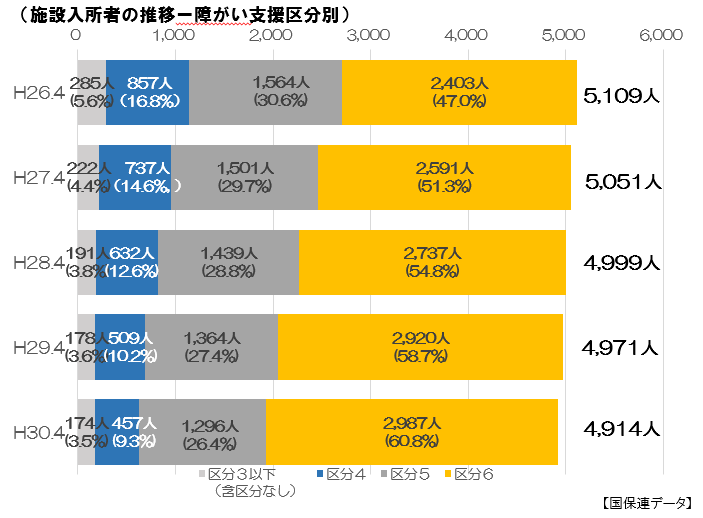 （施設入所者の推移ー障がい支援区分別）
0 1,000 2,000 3,000 4,000 5,000 6,000
H26.4 285人 857人 1,564人 2,403人 5,109人
(5.6%) (16.8%) (30.6%) (47.0%)
H27.4 222人 737人 1,501人 2,591人 5,051人
(4.4%) (14.6%, ) (29.7%) (51.3%)
H28.4 191人 632人 1,439人 2,737人 4,999人
(3.8%) (12.6%) (28.8%) (54.8%)
H29.4 178人 509人 1,364人 2,920人 4,971人
(3.6%) (10.2%) (27.4%) (58.7%)
H30.4 174人 457人 1,296人 2,987人 4,914人
(3.5%) (9.3%) (26.4%) (60.8%)
区分３以下 区分４ 区分５ 区分６
（含区分なし）
【国保連データ】